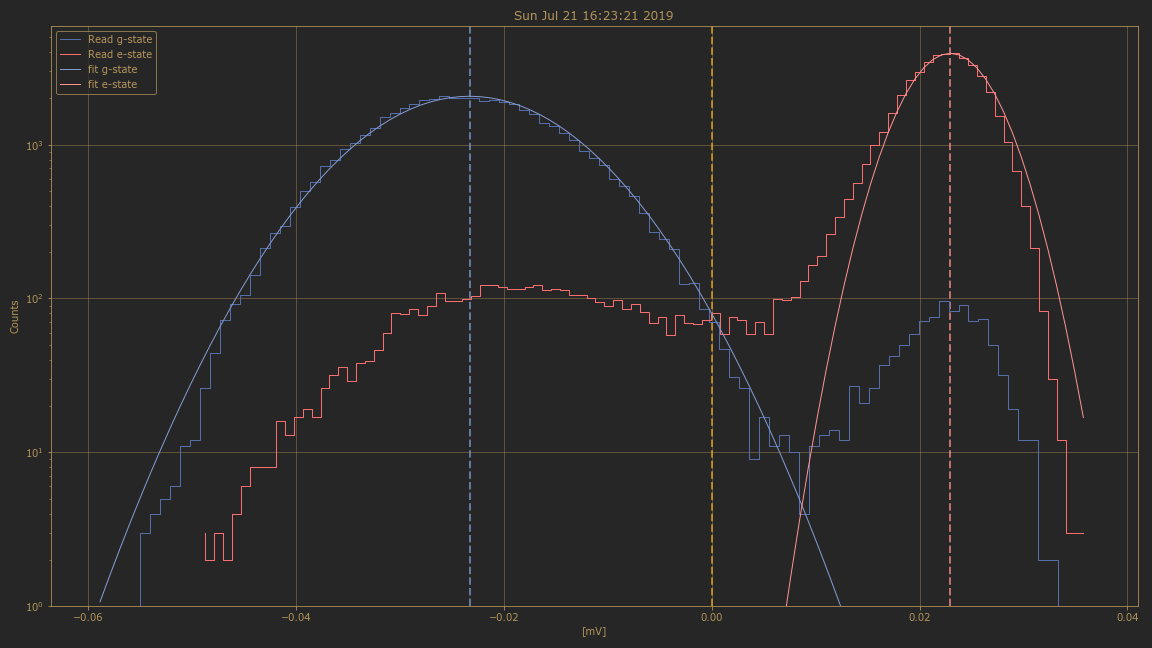 Sun Jul 21 16:23:21 2019
Read g-state
Read e-state
fit g-state
fit e-state
10³
10²
10¹
10⁰
Counts
−0.06
−0.04
−0.02
0.00
0.02
0.04
[mV]